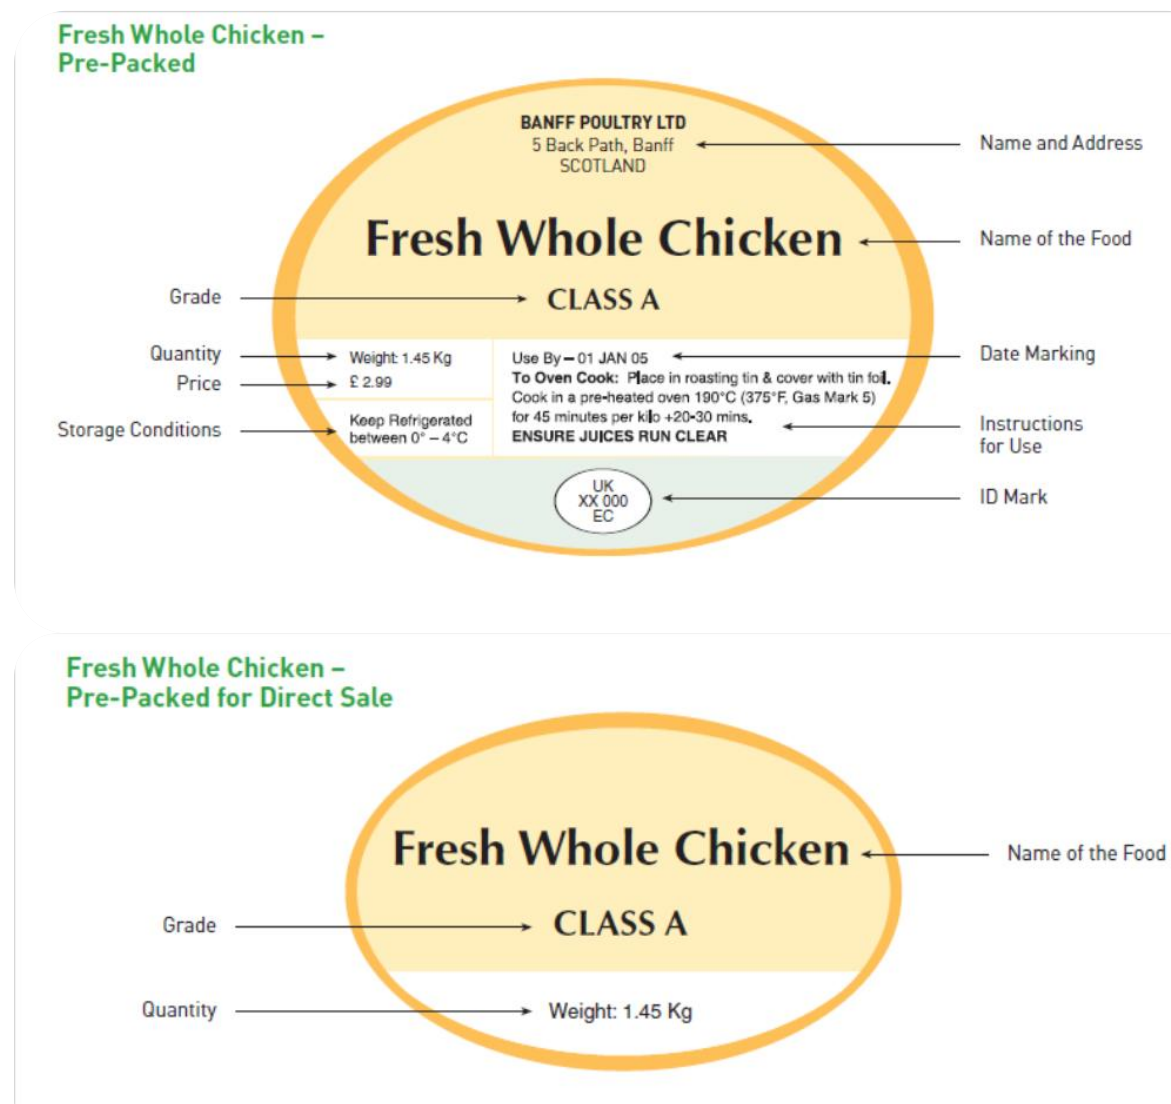 Fresh Whole Chicken –
Pre-Packed
BANFF POULTRY LTD
5 Back Path, Banff
SCOTLAND
Name and Address
Fresh Whole Chicken
Name of the Food
Grade
CLASS A
Quantity
Weight: 1.45 Kg
Price
£ 2.99
Storage Conditions
Keep Refrigerated
between 0° – 4°C
Use By – 01 JAN 05
Date Marking
To Oven Cook: Place in roasting tin & cover with tin foil.
Cook in a pre-heated oven 190°C (375°F, Gas Mark 5)
for 45 minutes per kilo +20-30 mins.
ENSURE JUICES RUN CLEAR
Instructions
for Use
UK
XX 000
EC
ID Mark
Fresh Whole Chicken –
Pre-Packed for Direct Sale
Fresh Whole Chicken
Name of the Food
Grade
CLASS A
Quantity
Weight: 1.45 Kg